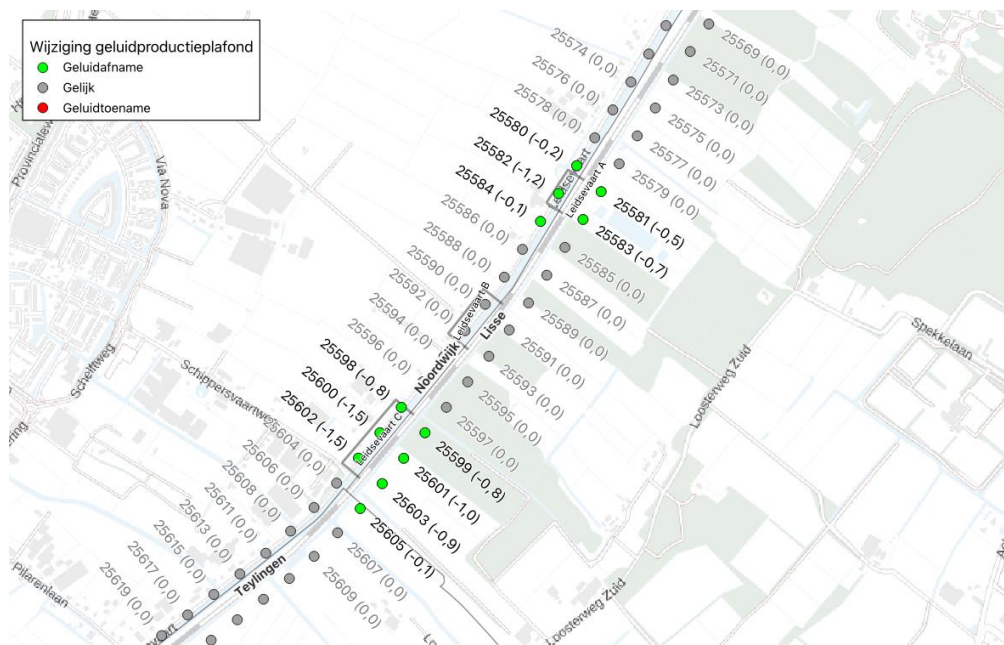 Wijziging geluidproductieplafond
Geluidafname
Gelijk
Geluidtoename
Provincialeweg
Via Nova
Schelftweg
Schippersvaartweg
Pilarenlaan
Teylingen
Noordwijk
Lisse
Leidsevaart A
Leidsevaart B
Leidsevaart C
Loosterweg Zuid
Loosterweg Zuid
Spekkelaan
25574 (0,0)
25576 (0,0)
25578 (0,0)
25580 (-0,2)
25582 (-1,2)
25584 (-0,1)
25586 (0,0)
25588 (0,0)
25590 (0,0)
25592 (0,0)
25594 (0,0)
25596 (0,0)
25598 (-0,8)
25600 (-1,5)
25602 (-1,5)
25604 (0,0)
25606 (0,0)
25608 (0,0)
25611 (0,0)
25613 (0,0)
25615 (0,0)
25617 (0,0)
25619 (0,0)
25569 (0,0)
25571 (0,0)
25573 (0,0)
25575 (0,0)
25577 (0,0)
25579 (0,0)
25581 (-0,5)
25583 (-0,7)
25585 (0,0)
25587 (0,0)
25589 (0,0)
25591 (0,0)
25593 (0,0)
25595 (0,0)
25597 (0,0)
25599 (-0,8)
25601 (-1,0)
25603 (-0,9)
25605 (-0,1)
25607 (0,0)
25609 (0,0)